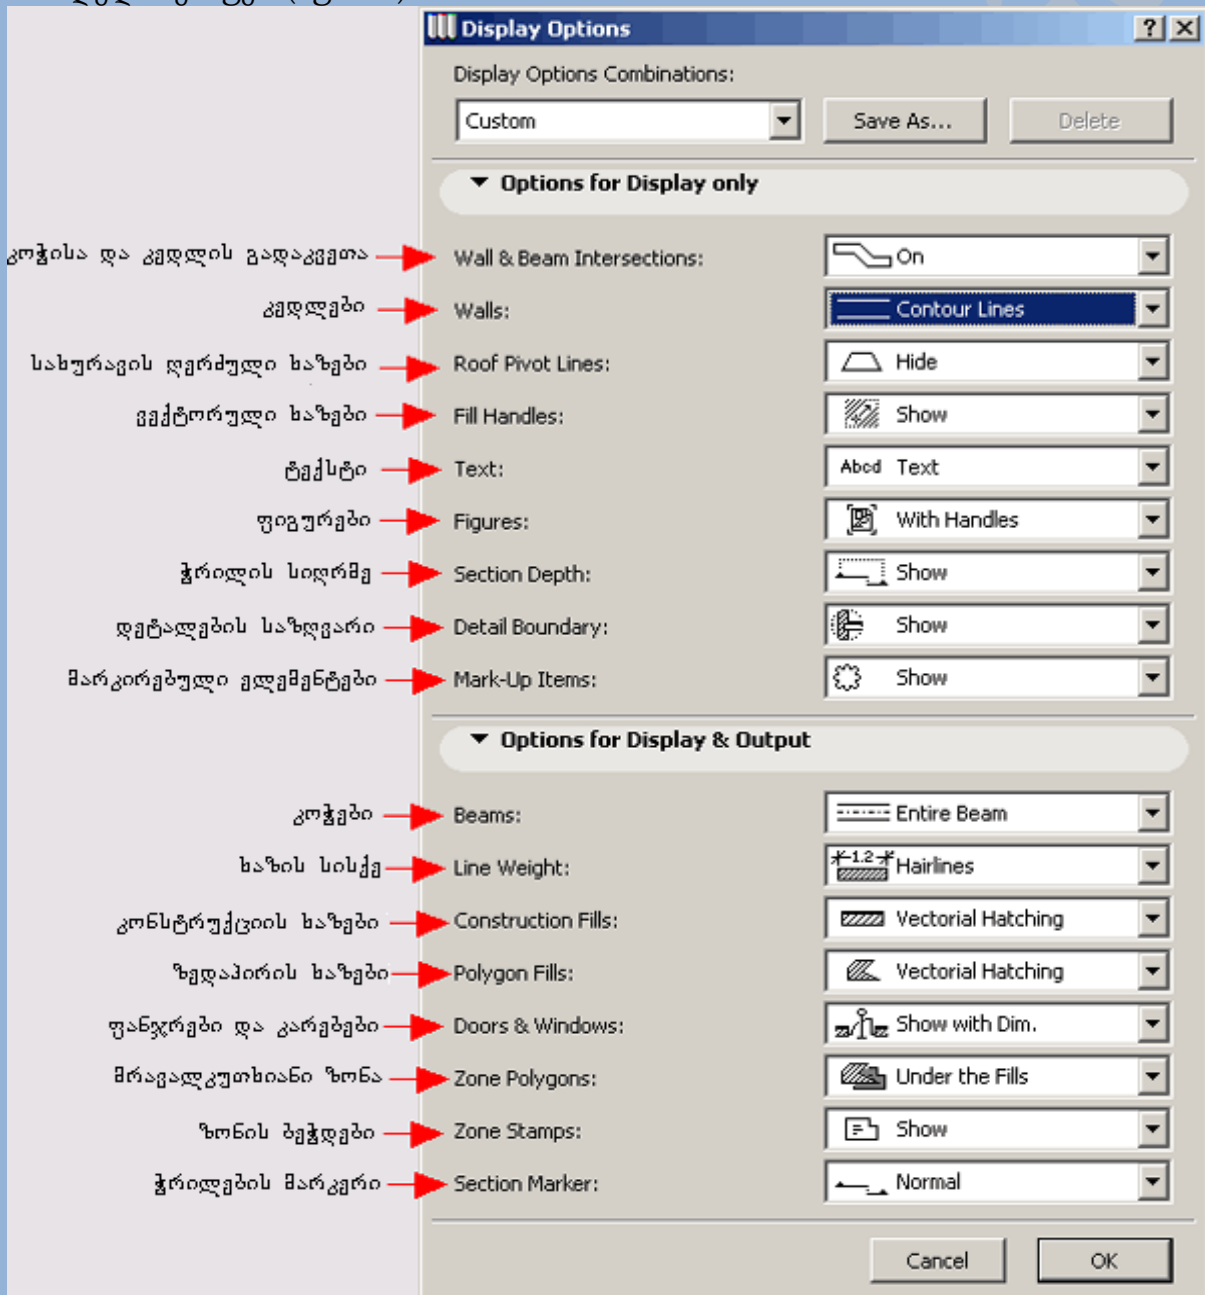 Display Options
Display Options Combinations:
Custom Save As... Delete
Options for Display only
კოჭისა და კედლის გადაკვეთა Wall & Beam Intersections: On
კედლები Walls: Contour Lines
სახურავის ღერძული ხაზები Roof Pivot Lines: Hide
ვექტორული ხაზები Fill Handles: Show
ტექსტი Text: Abcd Text
ფიგურები Figures: With Handles
ჭრილის სიღრმე Section Depth: Show
დეტალების საზღვარი Detail Boundary: Show
მარკირებული ელემენტები Mark-Up Items: Show
Options for Display & Output
კოჭები Beams: Entire Beam
ხაზის სისქე Line Weight: 1.2 Hairlines
კონსტრუქციის ხაზები Construction Fills: Vectorial Hatching
ზედაპირის ხაზები Polygon Fills: Vectorial Hatching
ფანჯრები და კარებები Doors & Windows: Show with Dim.
მრავალკუთხიანი ზონა Zone Polygons: Under the Fills
ზონის ბეჭდები Zone Stamps: Show
ჭრილების მარკერი Section Marker: Normal
Cancel OK